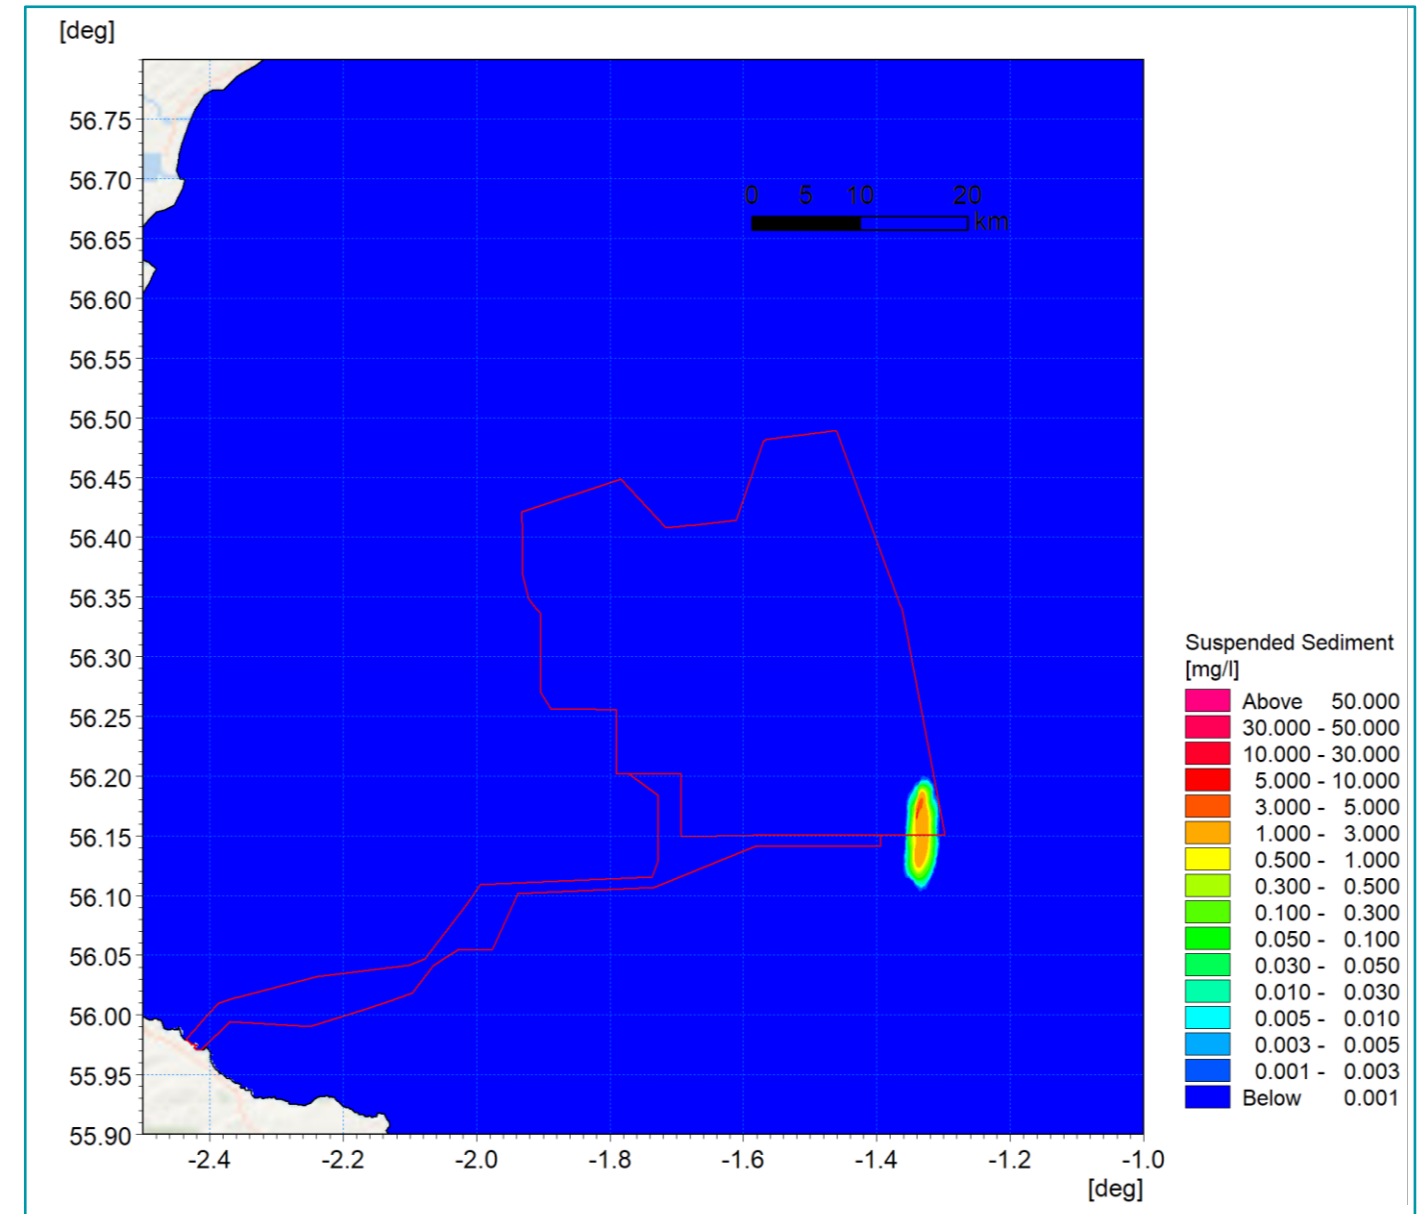 [deg]
56.75
56.70
56.65
56.60
56.55
56.50
56.45
56.40
56.35
56.30
56.25
56.20
56.15
56.10
56.05
56.00
55.95
55.90
0 5 10 20
km
-2.4 -2.2 -2.0 -1.8 -1.6 -1.4 -1.2 -1.0
[deg]
Suspended Sediment
[mg/l]
Above 50.000
30.000 - 50.000
10.000 - 30.000
5.000 - 10.000
3.000 - 5.000
1.000 - 3.000
0.500 - 1.000
0.300 - 0.500
0.100 - 0.300
0.050 - 0.100
0.030 - 0.050
0.010 - 0.030
0.005 - 0.010
0.003 - 0.005
0.001 - 0.003
Below 0.001